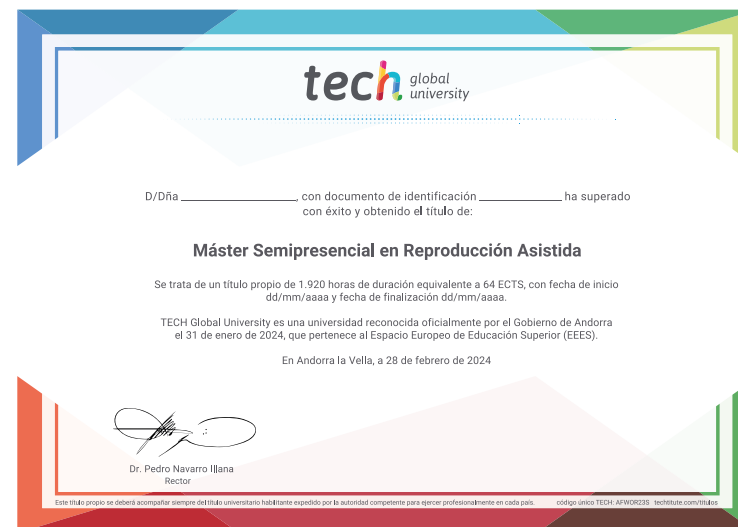 tech global university
D/Dña ______________, con documento de identificación ______________ ha superado
con éxito y obtenido el título de:
Máster Semipresencial en Reproducción Asistida
Se trata de un título propio de 1.920 horas de duración equivalente a 64 ECTS, con fecha de inicio
dd/mm/aaaa y fecha de finalización dd/mm/aaaa.
TECH Global University es una universidad reconocida oficialmente por el Gobierno de Andorra
el 31 de enero de 2024, que pertenece al Espacio Europeo de Educación Superior (EEES).
En Andorra la Vella, a 28 de febrero de 2024
Dr. Pedro Navarro Illana
Rector
Este título propio se deberá acompañar siempre del título universitario habilitante expedido por la autoridad competente para ejercer profesionalmente en cada país. código único TECH: AFWOR23S techtitute.com/titulos